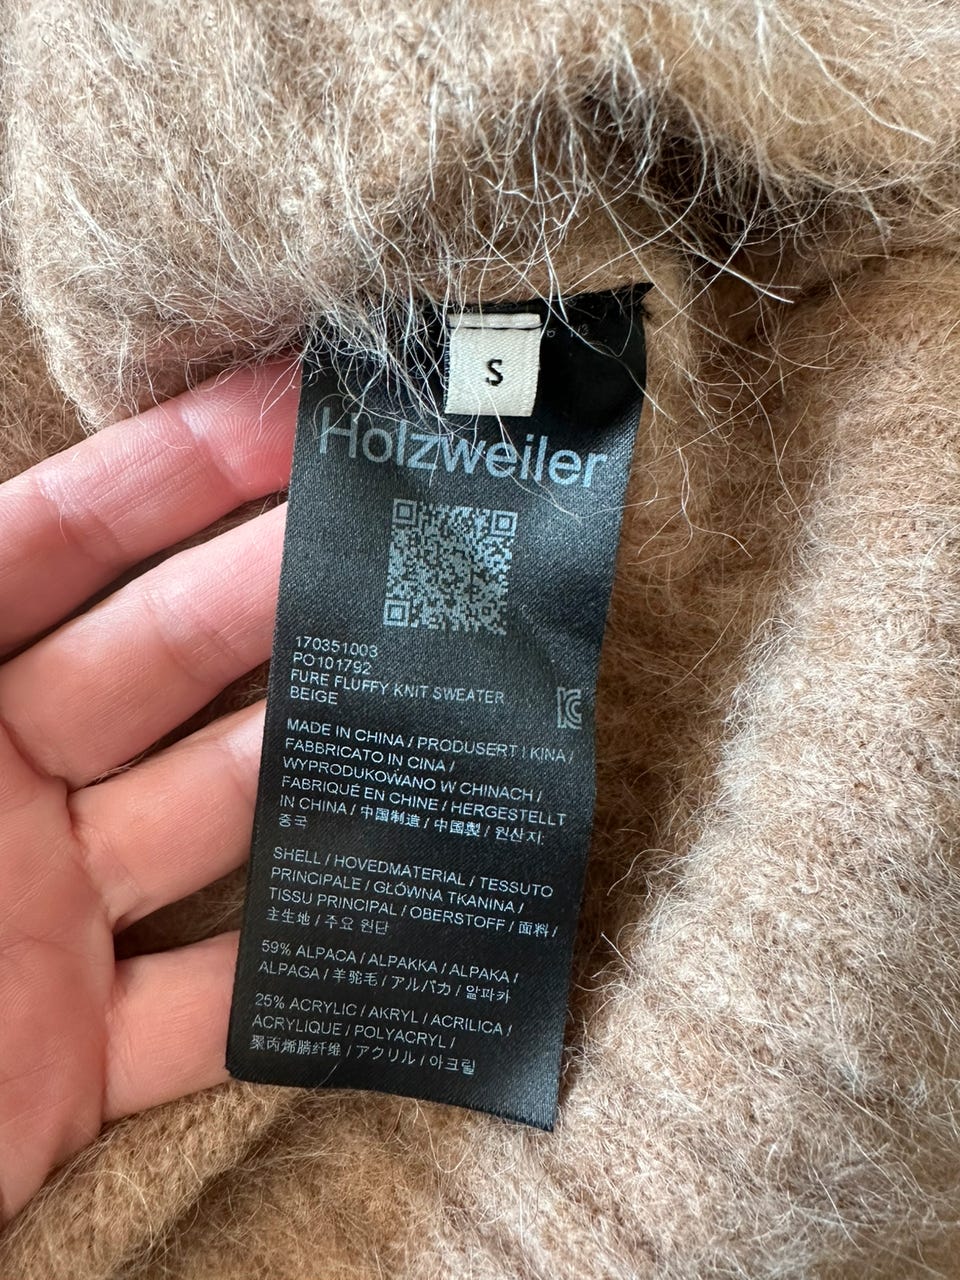 S
Holzweiler
170351003
PO101792
FURE FLUFFY KNIT SWEATER
BEIGE
MADE IN CHINA / PRODUSERT I KINA /
FABBRICATO IN CINA /
WYPRODUKOWANO W CHINACH /
FABRIQUÉ EN CHINE / HERGESTELLT
IN CHINA / 中国制造 / 中国製 / 원산지:
중국
SHELL / HOVEDMATERIAL / TESSUTO
PRINCIPALE / GŁÓWNA TKANINA /
TISSU PRINCIPAL / OBERSTOFF / 面料 /
主生地 / 주요 원단
59% ALPACA / ALPAKKA / ALPAKA /
ALPAGA / 羊驼毛 / アルパカ / 알파카
25% ACRYLIC / AKRYL / ACRILICA /
ACRYLIQUE / POLYACRYL /
聚丙烯腈纤维 / アクリル / 아크릴